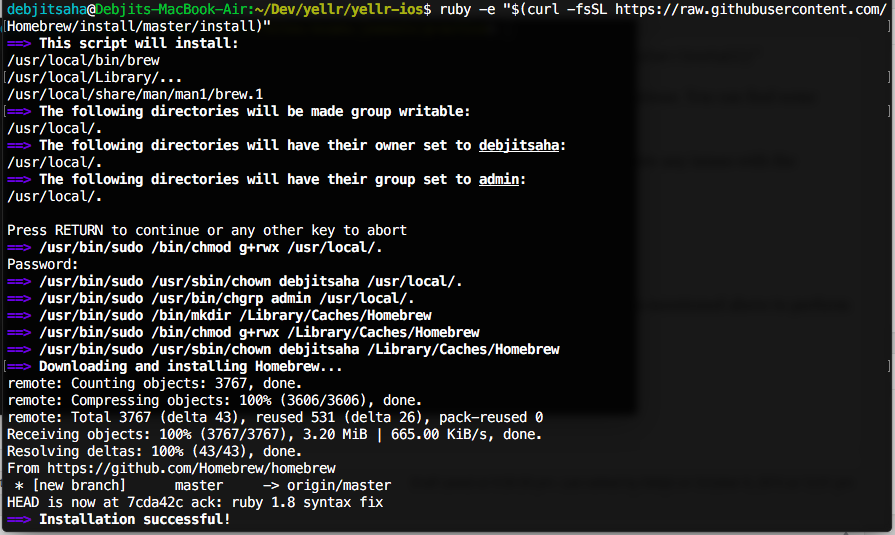 debjitsaha@Debjits-MacBook-Air:~/Dev/yellr/yellr-ios$ ruby -e "$(curl -fsSL https://raw.githubusercontent.com/
Homebrew/install/master/install)"
==> This script will install:
/usr/local/bin/brew
/usr/local/Library/...
/usr/local/share/man/man1/brew.1
==> The following directories will be made group writable:
/usr/local/.
==> The following directories will have their owner set to debjitsaha:
/usr/local/.
==> The following directories will have their group set to admin:
/usr/local/.
Press RETURN to continue or any other key to abort
==> /usr/bin/sudo /bin/chmod g+rwx /usr/local/.
Password:
==> /usr/bin/sudo /usr/sbin/chown debjitsaha /usr/local/.
==> /usr/bin/sudo /usr/bin/chgrp admin /usr/local/.
==> /usr/bin/sudo /bin/mkdir /Library/Caches/Homebrew
==> /usr/bin/sudo /bin/chmod g+rwx /Library/Caches/Homebrew
==> /usr/bin/sudo /usr/sbin/chown debjitsaha /Library/Caches/Homebrew
==> Downloading and installing Homebrew...
remote: Counting objects: 3767, done.
remote: Compressing objects: 100% (3606/3606), done.
remote: Total 3767 (delta 43), reused 531 (delta 26), pack-reused 0
Receiving objects: 100% (3767/3767), 3.20 MiB | 665.00 KiB/s, done.
Resolving deltas: 100% (43/43), done.
From https://github.com/Homebrew/homebrew
 * [new branch]      master     -> origin/master
HEAD is now at 7cda42c ack: ruby 1.8 syntax fix
==> Installation successful!